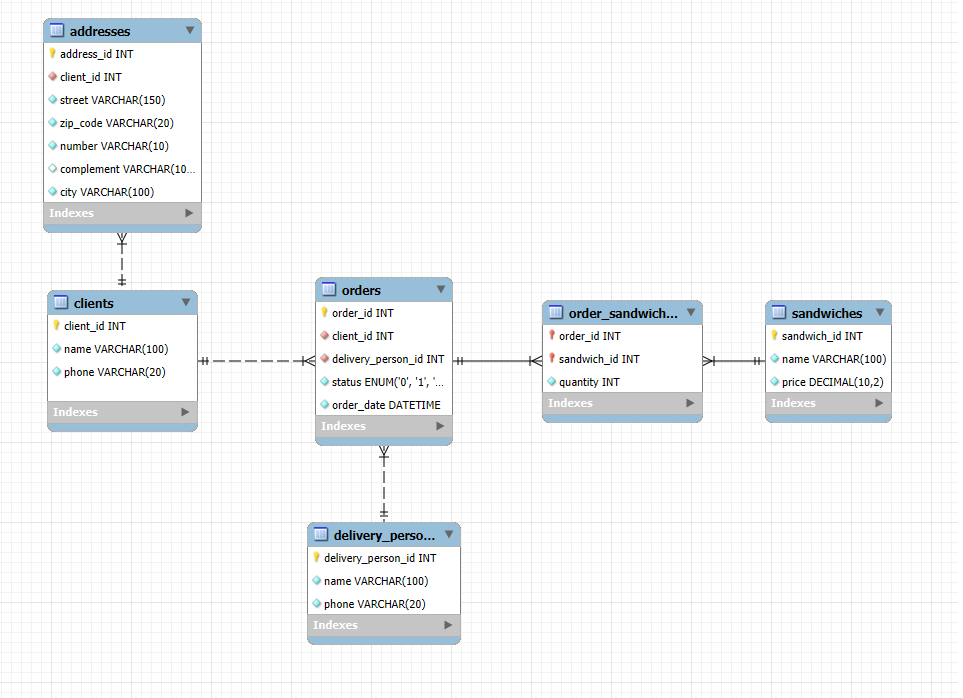 addresses
address_id INT
client_id INT
street VARCHAR(150)
zip_code VARCHAR(20)
number VARCHAR(10)
complement VARCHAR(10...
city VARCHAR(100)
Indexes
clients
client_id INT
name VARCHAR(100)
phone VARCHAR(20)
Indexes
orders
order_id INT
client_id INT
delivery_person_id INT
status ENUM('0', '1', '...
order_date DATETIME
Indexes
order_sandwich...
order_id INT
sandwich_id INT
quantity INT
Indexes
sandwiches
sandwich_id INT
name VARCHAR(100)
price DECIMAL(10,2)
Indexes
delivery_perso...
delivery_person_id INT
name VARCHAR(100)
phone VARCHAR(20)
Indexes